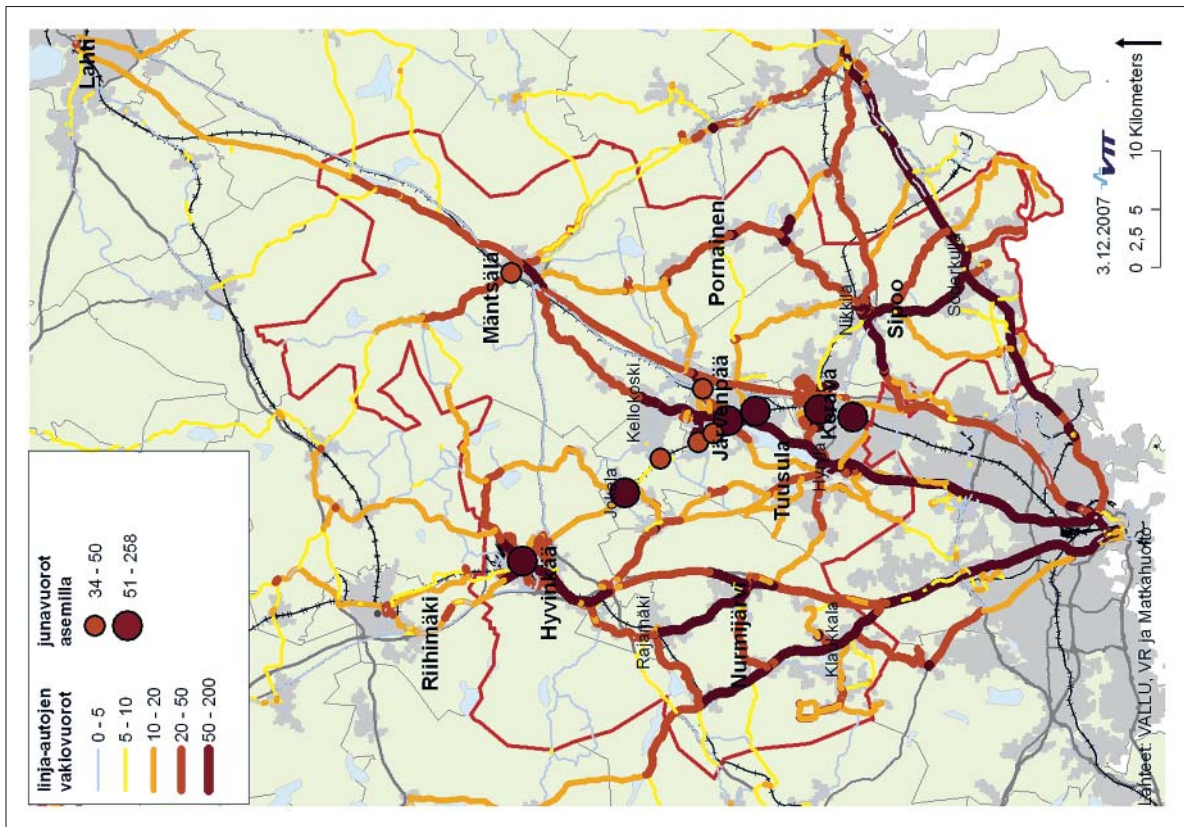 linja-autojen
vakiovuorot
0 - 5
5 - 10
10 - 20
20 - 50
50 - 200
junavuorot
asemilla
34 - 50
51 - 258
Lahti
Riihimäki
Hyvinkää
Mäntsälä
Jokela
Kellokoski
Rajamäki
Järvenpää
Pornainen
Nurmijärvi
Tuusula
Hyrylä
Kerava
Nikkilä
Klaukkala
Sipoo
Söderkulla
3.12.2007 VTT
0 2,5 5 10 Kilometers
Lähteet: VALLU, VR ja Matkahuolto